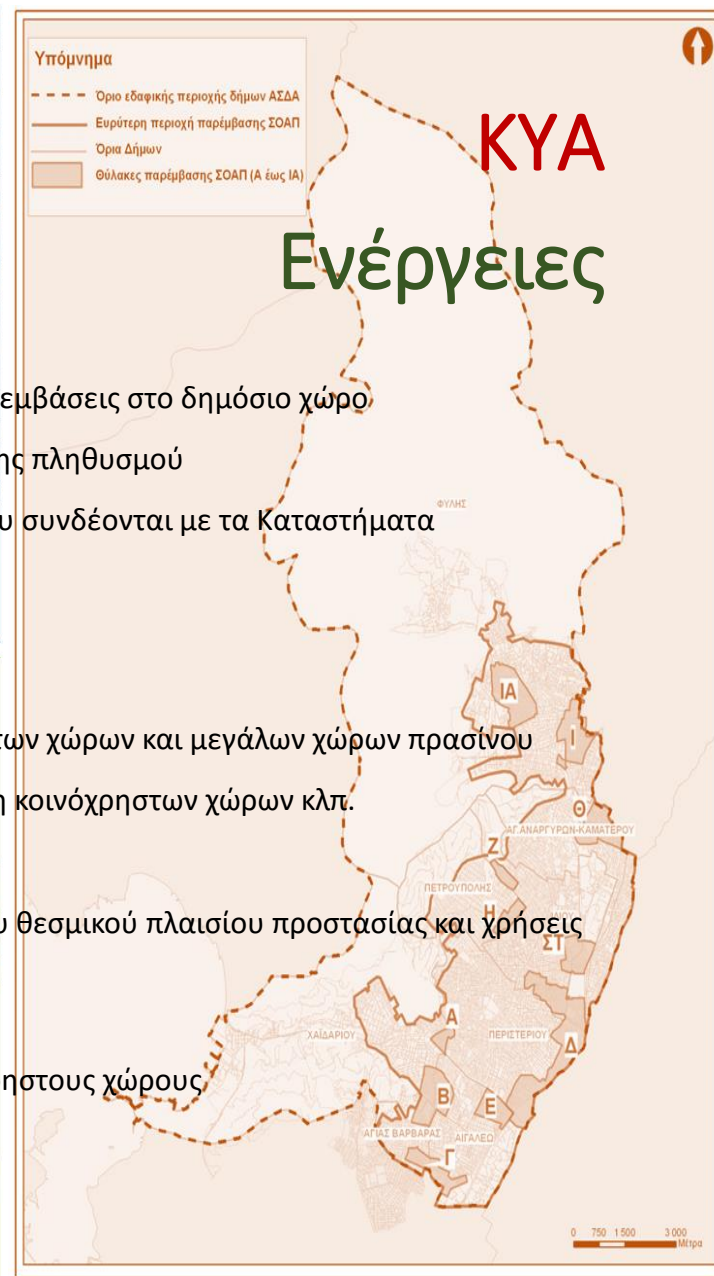 Υπόμνημα
Όριο εδαφικής περιοχής δήμων ΑΣΔΑ
Ευρύτερη περιοχή παρέμβασης ΣΟΑΠ
Όρια Δήμων
Θύλακες παρέμβασης ΣΟΑΠ (Α έως ΙΑ)
ΚΥΑ
Ενέργειες
εμβάσεις στο δημόσιο χώρο
ης πληθυσμού
υ συνδέονται με τα Καταστήματα
ΦΥΛΗΣ
ΙΑ
Ι
των χώρων και μεγάλων χώρων πρασίνου
η κοινόχρηστων χώρων κλπ.
Θ
ΑΓ.ΑΝΑΡΓΥΡΩΝ-ΚΑΜΑΤΕΡΟΥ
Ζ
ΠΕΤΡΟΥΠΟΛΗΣ
Η
υ θεσμικού πλαισίου προστασίας και χρήσεις
ΣΤ
Α
ΧΑΪΔΑΡΙΟΥ
ΠΕΡΙΣΤΕΡΙΟΥ
Δ
ηστους χώρους
Β
Ε
ΑΓΙΑΣ ΒΑΡΒΑΡΑΣ
ΑΙΓΑΛΕΩ
Γ
0 750 1 500 3 000
Μέτρα